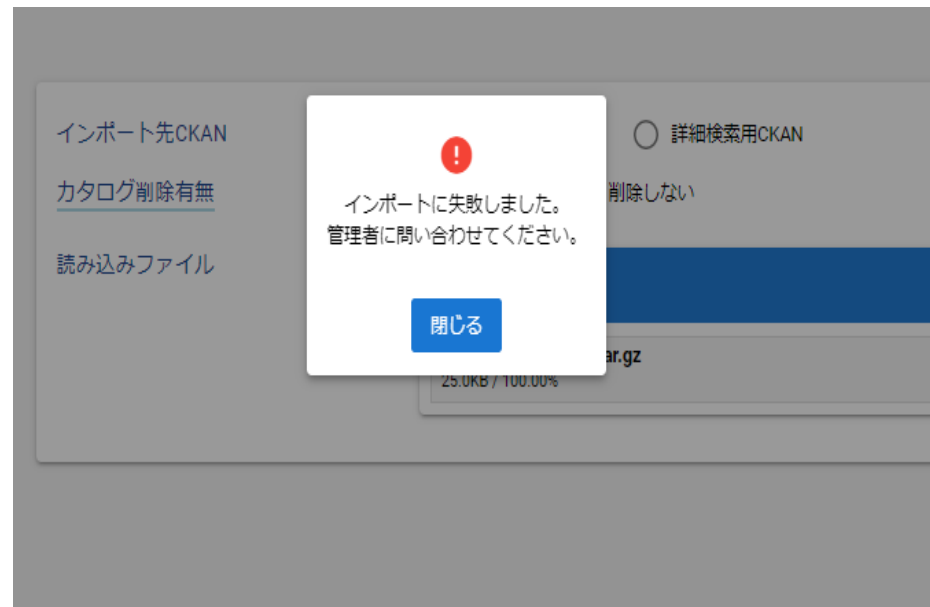 インポート先CKAN
詳細検索用CKAN
カタログ削除有無
削除しない
読み込みファイル
インポートに失敗しました。
管理者に問い合わせてください。
閉じる
ar.gz
25.0KB / 100.00%